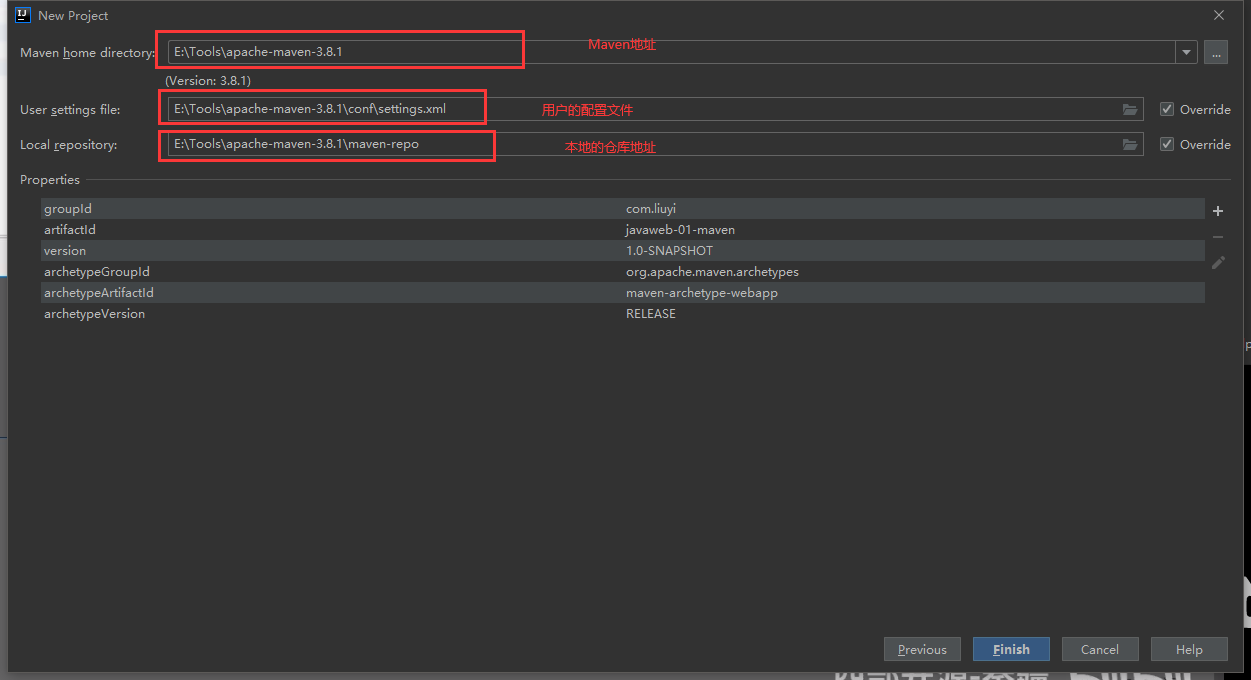 New Project
Maven home directory: E:\Tools\apache-maven-3.8.1 Maven地址
(Version: 3.8.1)
User settings file: E:\Tools\apache-maven-3.8.1\conf\settings.xml 用户的配置文件 Override
Local repository: E:\Tools\apache-maven-3.8.1\maven-repo 本地的仓库地址 Override
Properties
groupId com.liuyi
artifactId javaweb-01-maven
version 1.0-SNAPSHOT
archetypeGroupId org.apache.maven.archetypes
archetypeArtifactId maven-archetype-webapp
archetypeVersion RELEASE
Previous Finish Cancel Help